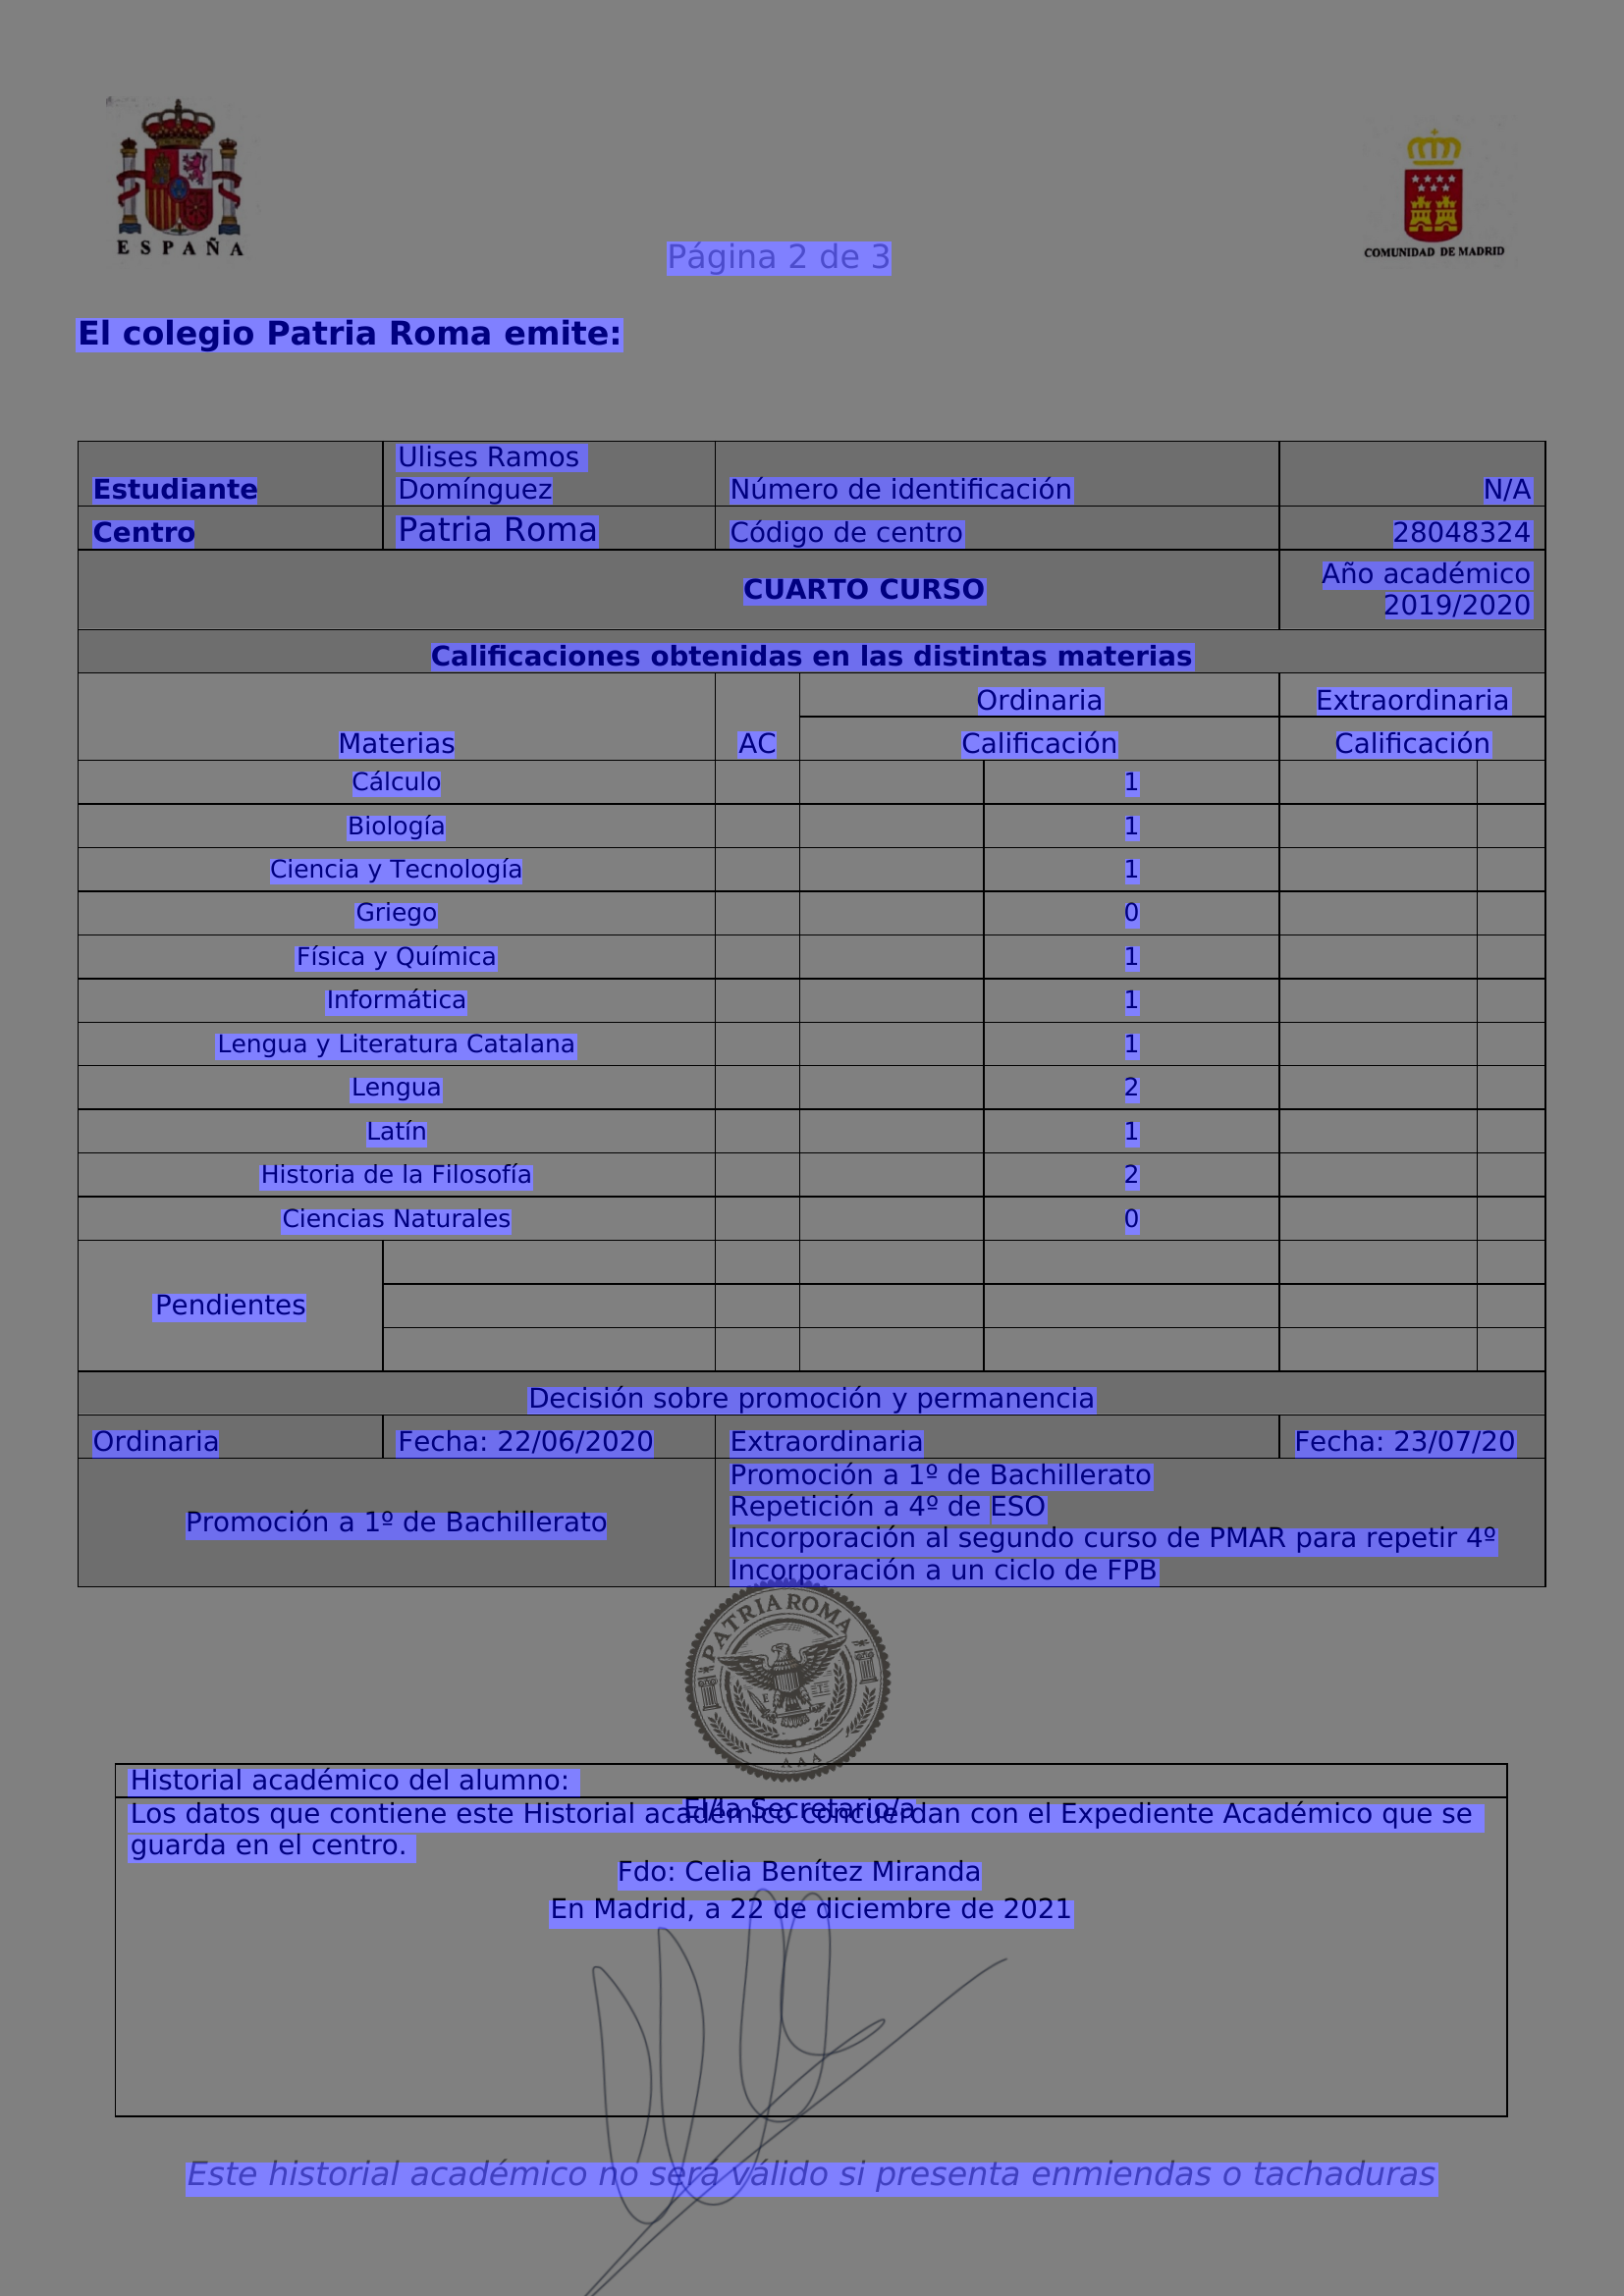 ESPAÑA
COMUNIDAD DE MADRID
Página 2 de 3
El colegio Patria Roma emite:
Estudiante Ulises Ramos Domínguez Número de identificación N/A
Centro Patria Roma Código de centro 28048324
CUARTO CURSO Año académico 2019/2020
Calificaciones obtenidas en las distintas materias
Ordinaria Extraordinaria
Materias AC Calificación Calificación
Cálculo 1
Biología 1
Ciencia y Tecnología 1
Griego 0
Física y Química 1
Informática 1
Lengua y Literatura Catalana 1
Lengua 2
Latín 1
Historia de la Filosofía 2
Ciencias Naturales 0
Pendientes
Decisión sobre promoción y permanencia
Ordinaria Fecha: 22/06/2020 Extraordinaria Fecha: 23/07/20
Promoción a 1º de Bachillerato
Promoción a 1º de Bachillerato
Repetición a 4º de ESO
Incorporación al segundo curso de PMAR para repetir 4º
Incorporación a un ciclo de FPB
PATRIA ROMA
AAA
Historial académico del alumno:
El/la Secretario/a
Los datos que contiene este Historial académico concuerdan con el Expediente Académico que se
guarda en el centro.
Fdo: Celia Benítez Miranda
En Madrid, a 22 de diciembre de 2021
Este historial académico no será válido si presenta enmiendas o tachaduras